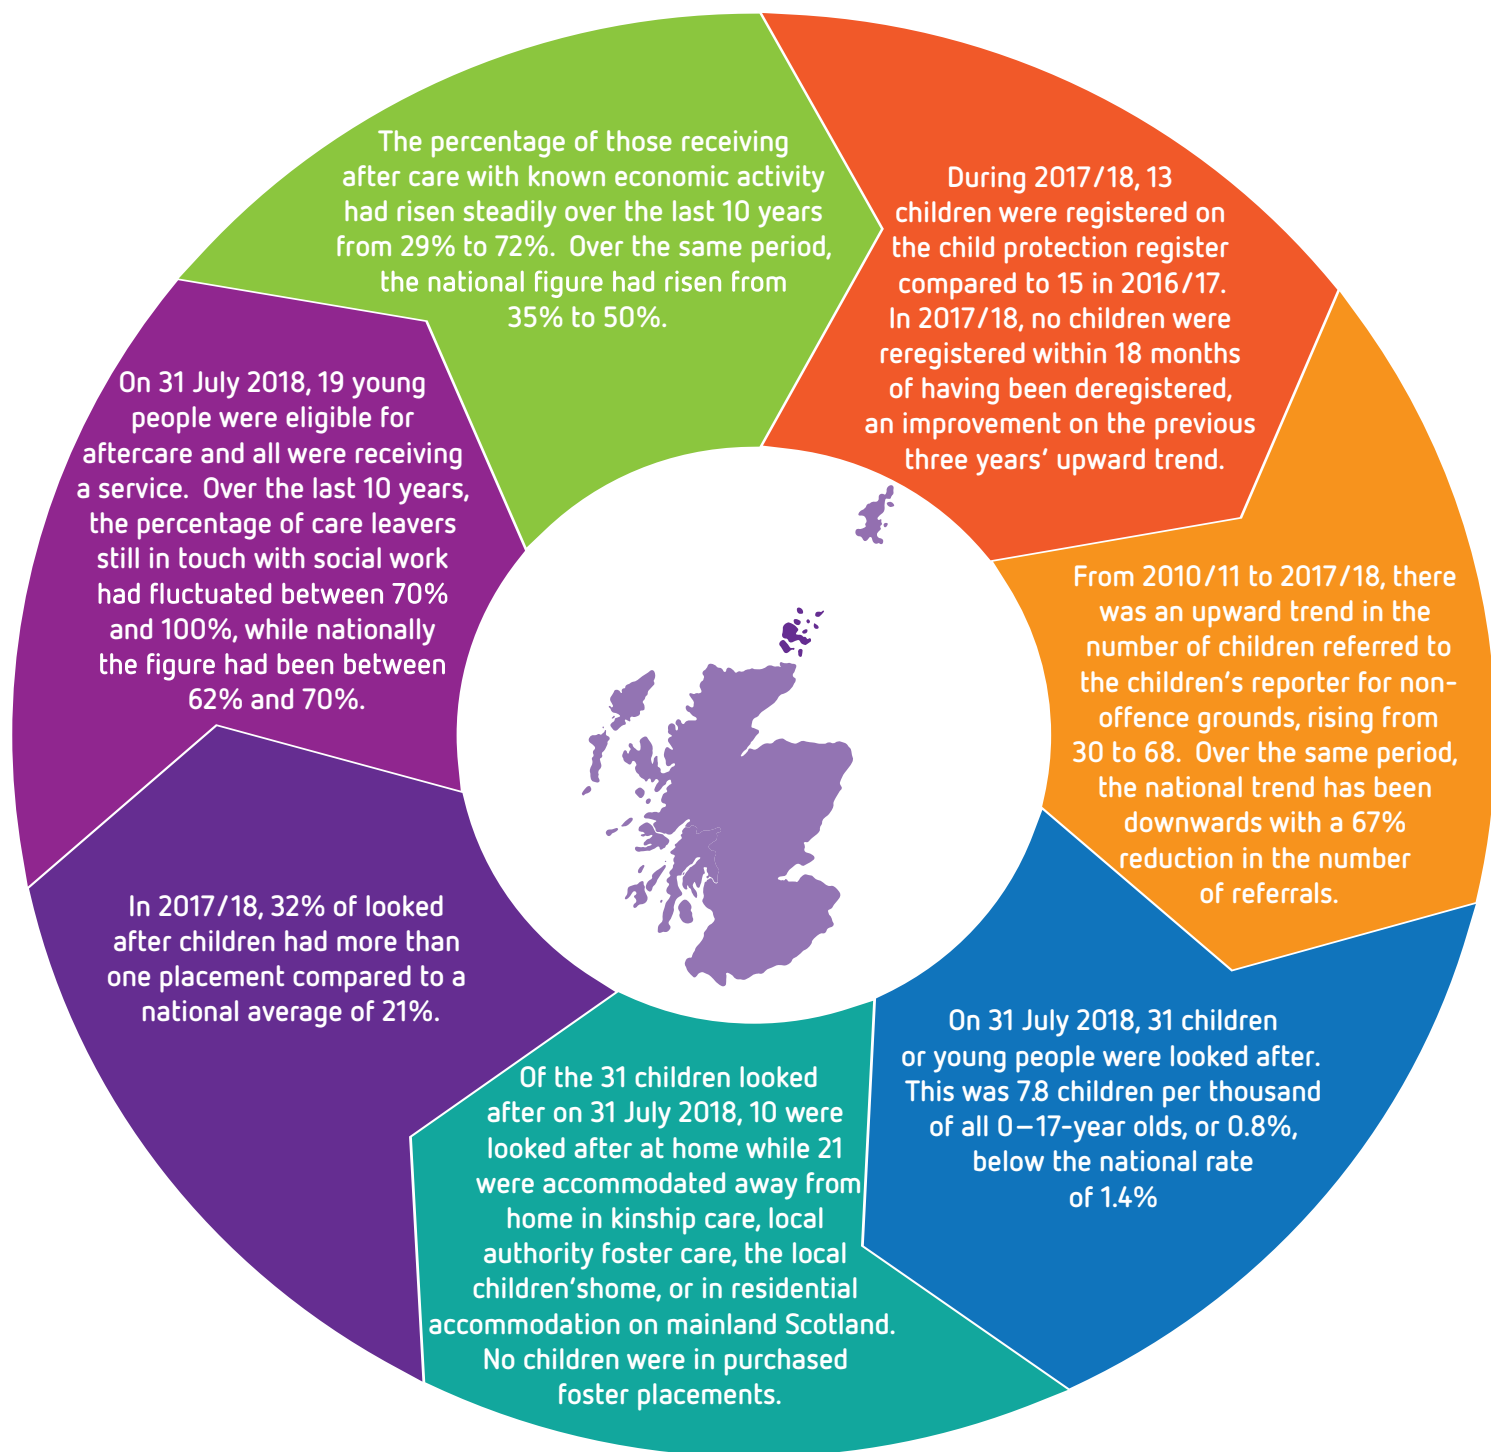 The percentage of those receiving
after care with known economic activity
had risen steadily over the last 10 years
from 29% to 72%. Over the same period,
the national figure had risen from
35% to 50%.
During 2017/18, 13
children were registered on
the child protection register
compared to 15 in 2016/17.
In 2017/18, no children were
reregistered within 18 months
of having been deregistered,
an improvement on the previous
three years' upward trend.
From 2010/11 to 2017/18, there
was an upward trend in the
number of children referred to
the children's reporter for non-
offence grounds, rising from
30 to 68. Over the same period,
the national trend has been
downwards with a 67%
reduction in the number
of referrals.
On 31 July 2018, 31 children
or young people were looked after.
This was 7.8 children per thousand
of all 0–17-year olds, or 0.8%,
below the national rate
of 1.4%
Of the 31 children looked
after on 31 July 2018, 10 were
looked after at home while 21
were accommodated away from
home in kinship care, local
authority foster care, the local
children'shome, or in residential
accommodation on mainland Scotland.
No children were in purchased
foster placements.
In 2017/18, 32% of looked
after children had more than
one placement compared to a
national average of 21%.
On 31 July 2018, 19 young
people were eligible for
aftercare and all were receiving
a service. Over the last 10 years,
the percentage of care leavers
still in touch with social work
had fluctuated between 70%
and 100%, while nationally
the figure had been between
62% and 70%.